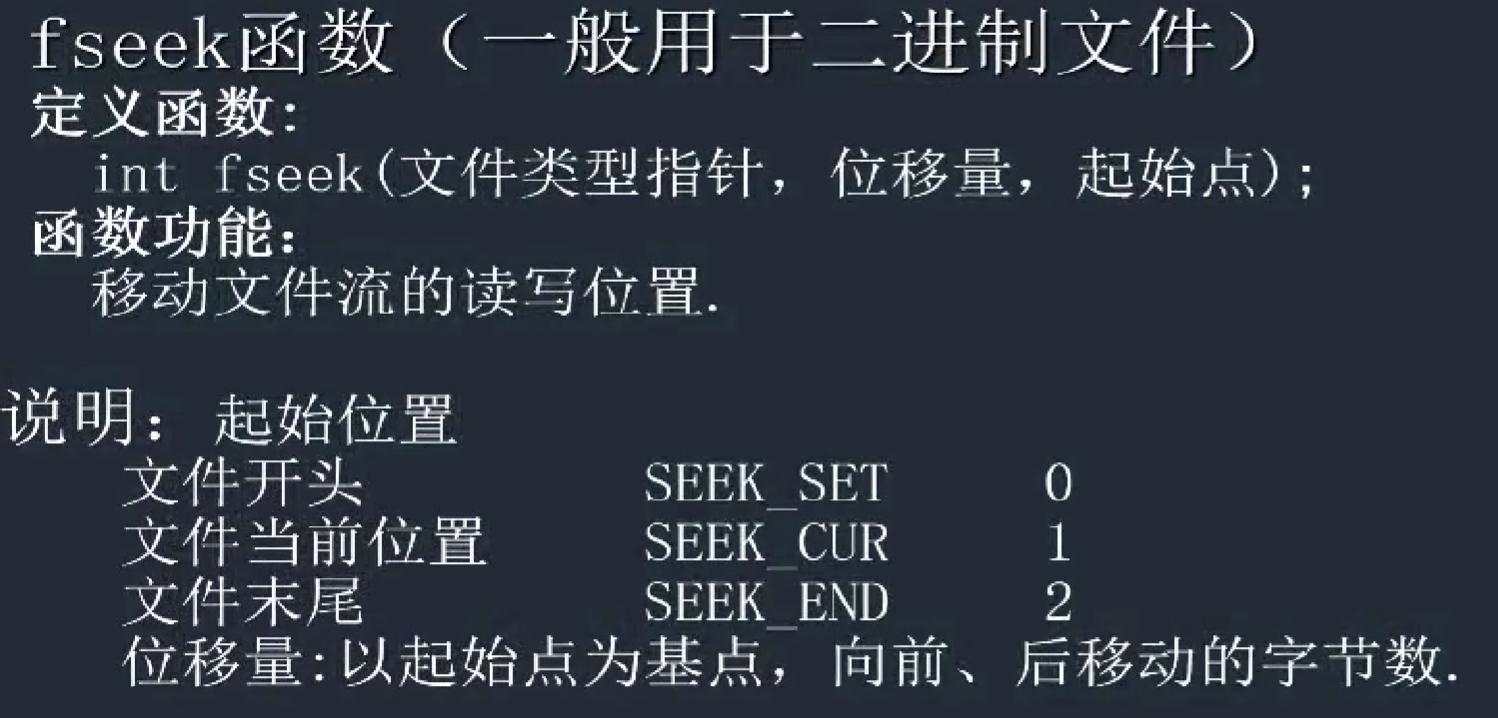 fseek函数（一般用于二进制文件）
定义函数:
int fseek(文件类型指针，位移量，起始点);
函数功能：
移动文件流的读写位置.
说明：起始位置
文件开头 SEEK_SET 0
文件当前位置 SEEK_CUR 1
文件末尾 SEEK_END 2
位移量:以起始点为基点，向前、后移动的字节数.